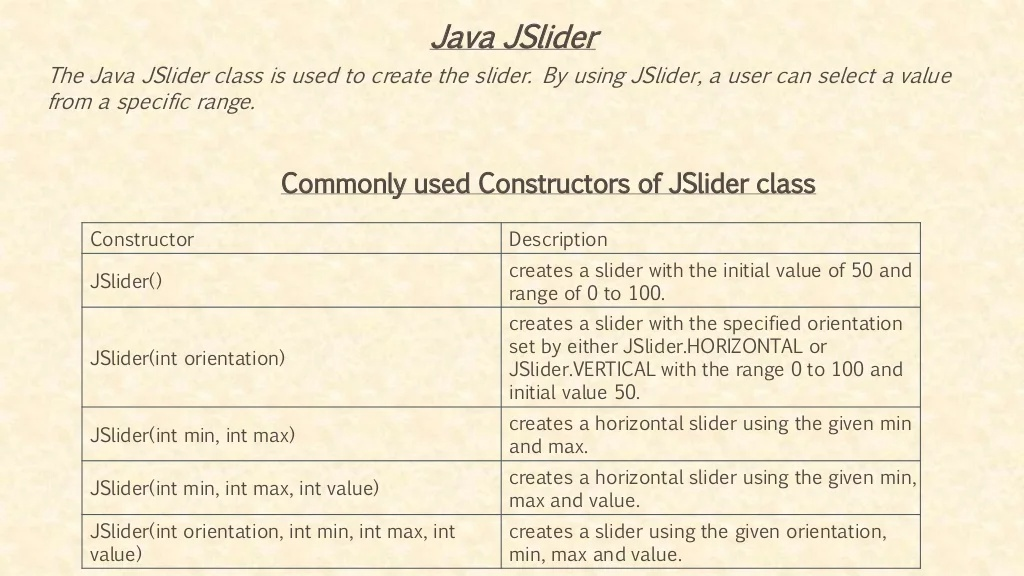 Java JSlider
The Java JSlider class is used to create the slider. By using JSlider, a user can select a value
from a specific range.
Commonly used Constructors of JSlider class
Constructor
Description
JSlider()
creates a slider with the initial value of 50 and
range of 0 to 100.
JSlider(int orientation)
creates a slider with the specified orientation
set by either JSlider.HORIZONTAL or
JSlider.VERTICAL with the range 0 to 100 and
initial value 50.
JSlider(int min, int max)
creates a horizontal slider using the given min
and max.
JSlider(int min, int max, int value)
creates a horizontal slider using the given min,
max and value.
JSlider(int orientation, int min, int max, int
value)
creates a slider using the given orientation,
min, max and value.